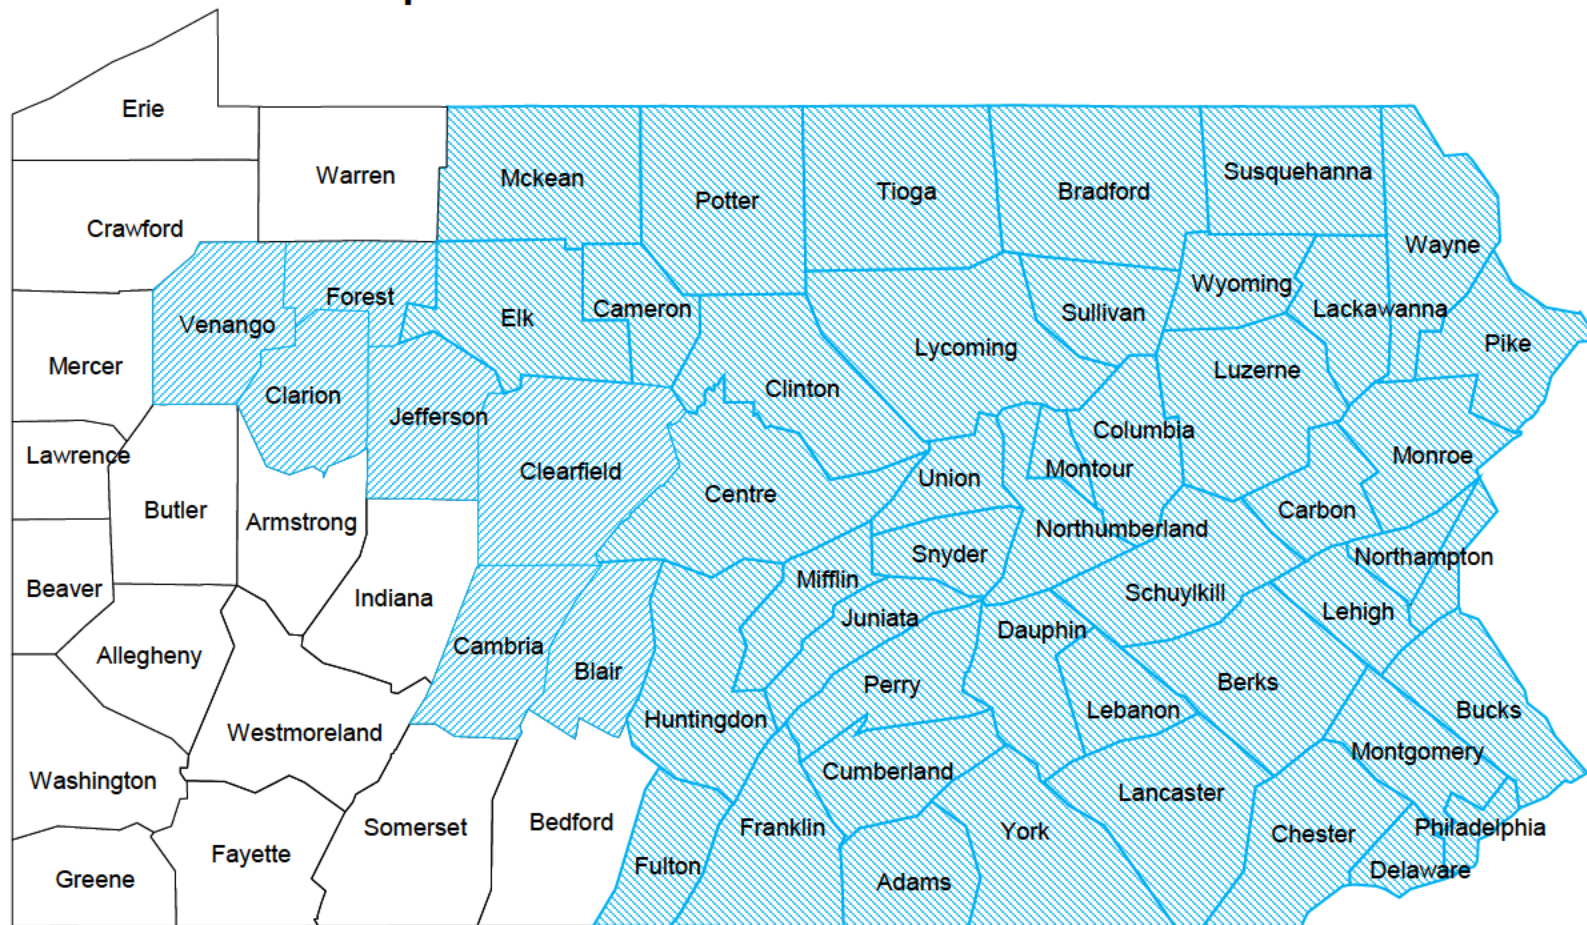 Erie
Warren
Mckean
Potter
Tioga
Bradford
Susquehanna
Crawford
Wayne
Venango
Forest
Elk
Cameron
Sullivan
Wyoming
Lackawanna
Mercer
Clarion
Jefferson
Clinton
Lycoming
Luzerne
Pike
Lawrence
Butler
Armstrong
Clearfield
Centre
Union
Montour
Columbia
Monroe
Carbon
Beaver
Indiana
Snyder
Northumberland
Northampton
Mifflin
Juniata
Schuylkill
Lehigh
Allegheny
Cambria
Blair
Dauphin
Perry
Huntingdon
Lebanon
Berks
Bucks
Westmoreland
Montgomery
Washington
Cumberland
Lancaster
Somerset
Bedford
Franklin
York
Chester
Philadelphia
Greene
Fayette
Fulton
Adams
Delaware